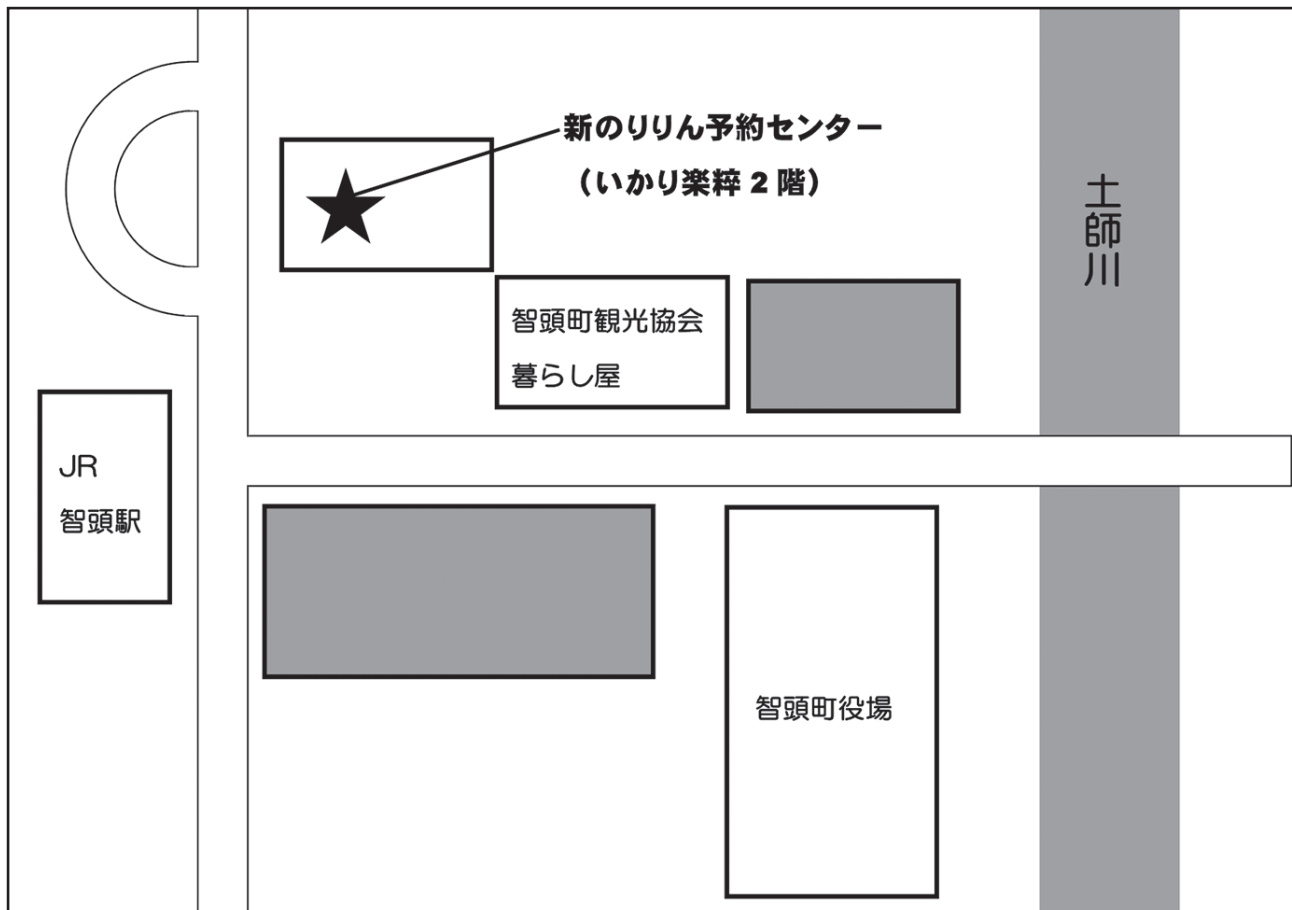 新のりりん予約センター
(いかり楽粋2階)
土師川
智頭町観光協会
暮らし屋
JR
智頭駅
智頭町役場